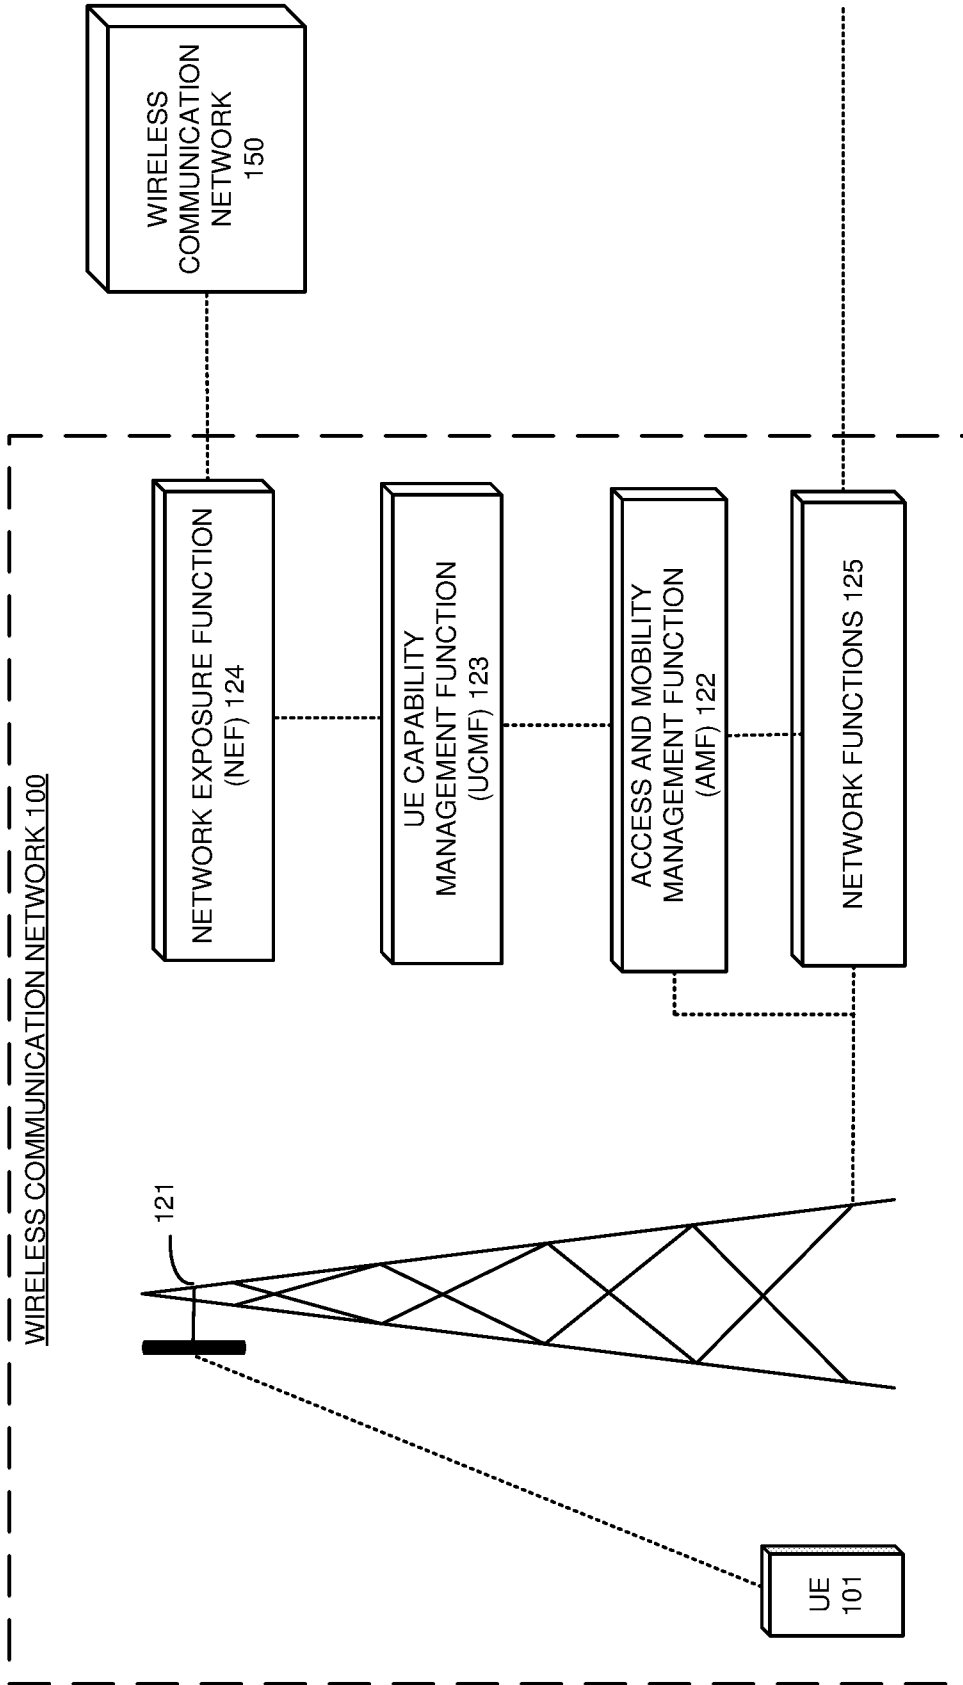 WIRELESS COMMUNICATION NETWORK 100
121
UE
101
NETWORK EXPOSURE FUNCTION
(NEF) 124
UE CAPABILITY
MANAGEMENT FUNCTION
(UCMF) 123
ACCESS AND MOBILITY
MANAGEMENT FUNCTION
(AMF) 122
NETWORK FUNCTIONS 125
WIRELESS
COMMUNICATION
NETWORK
150